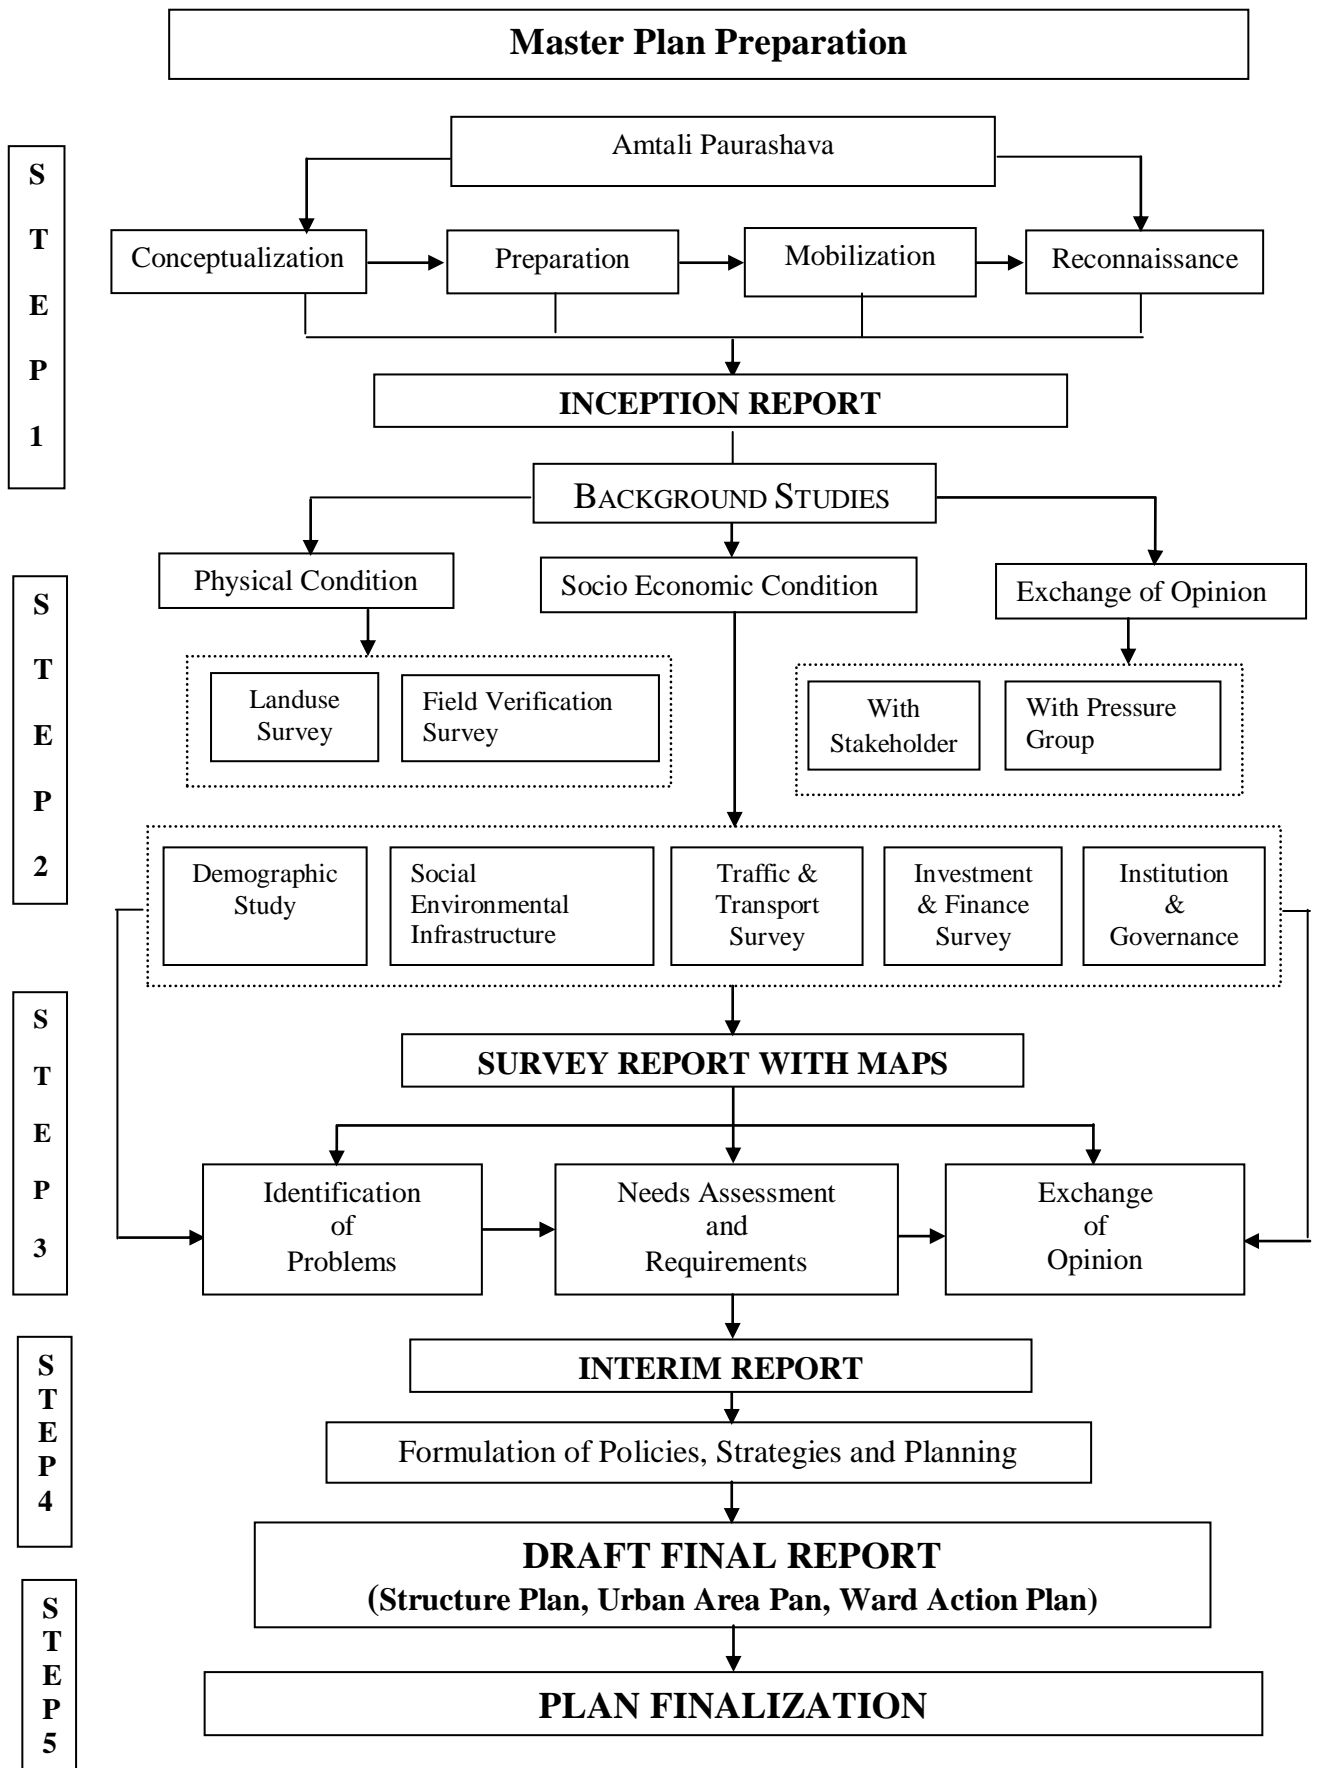 Master Plan Preparation
S
T
E
P
1
Amtali Paurashava
Conceptualization
Preparation
Mobilization
Reconnaissance
INCEPTION REPORT
BACKGROUND STUDIES
S
T
E
P
2
Physical Condition
Socio Economic Condition
Exchange of Opinion
Landuse
Survey
Field Verification
Survey
With
Stakeholder
With Pressure
Group
Demographic
Study
Social
Environmental
Infrastructure
Traffic &
Transport
Survey
Investment
& Finance
Survey
Institution
&
Governance
S
T
E
P
3
SURVEY REPORT WITH MAPS
Identification
of
Problems
Needs Assessment
and
Requirements
Exchange
of
Opinion
S
T
E
P
4
INTERIM REPORT
Formulation of Policies, Strategies and Planning
DRAFT FINAL REPORT
(Structure Plan, Urban Area Pan, Ward Action Plan)
S
T
E
P
5
PLAN FINALIZATION